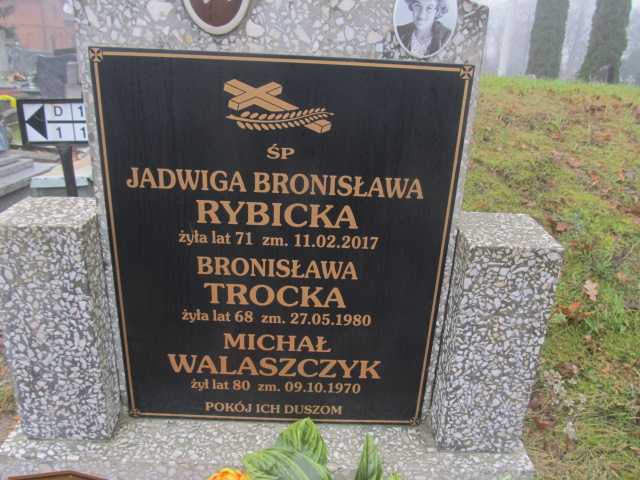 D 1
1 1
ŚP
JADWIGA BRONISŁAWA
RYBICKA
żyła lat 71 zm. 11.02.2017
BRONISŁAWA
TROCKA
żyła lat 68 zm. 27.05.1980
MICHAŁ
WALASZCZYK
żył lat 80 zm. 09.10.1970
POKÓJ ICH DUSZOM